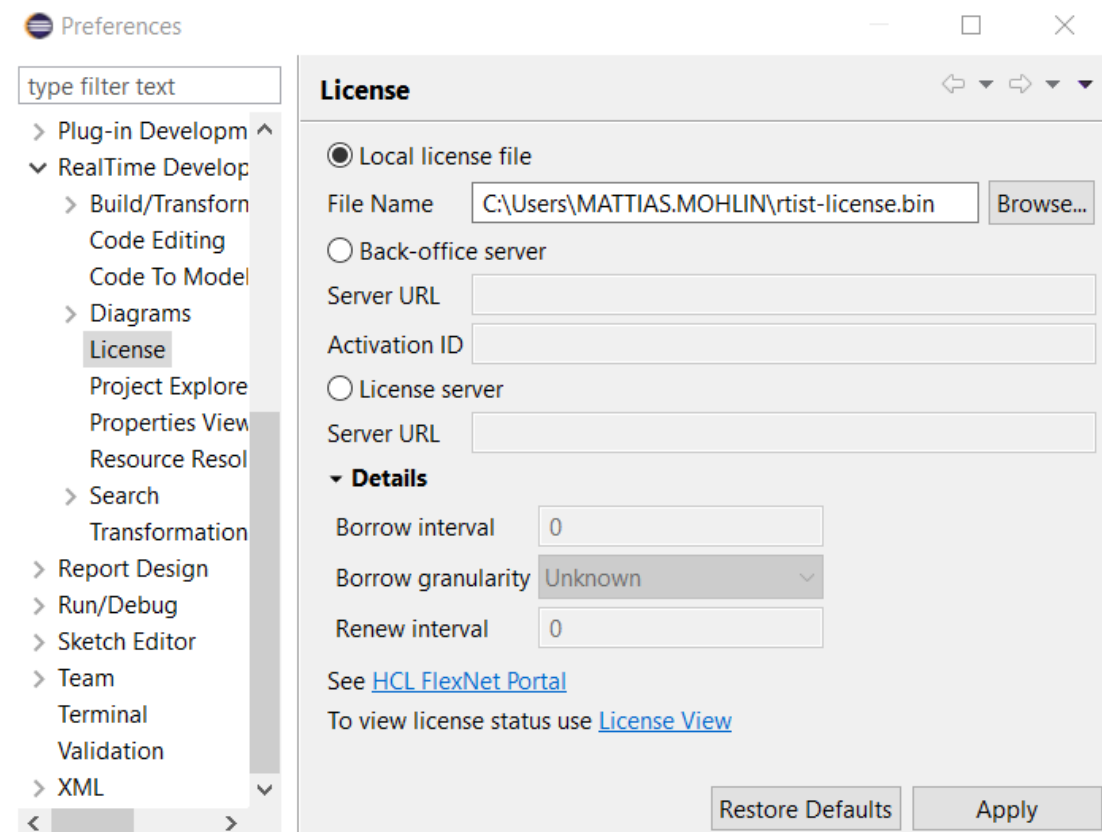 Preferences
type filter text
Plug-in Developm
RealTime Develop
Build/Transforn
Code Editing
Code To Model
Diagrams
License
Project Explore
Properties View
Resource Resol
Search
Transformation
Report Design
Run/Debug
Sketch Editor
Team
Terminal
Validation
XML
License
Local license file
File Name C:\Users\MATTIAS.MOHLIN\rtist-license.bin Browse...
Back-office server
Server URL
Activation ID
License server
Server URL
Details
Borrow interval 0
Borrow granularity Unknown
Renew interval 0
See HCL FlexNet Portal
To view license status use License View
Restore Defaults Apply